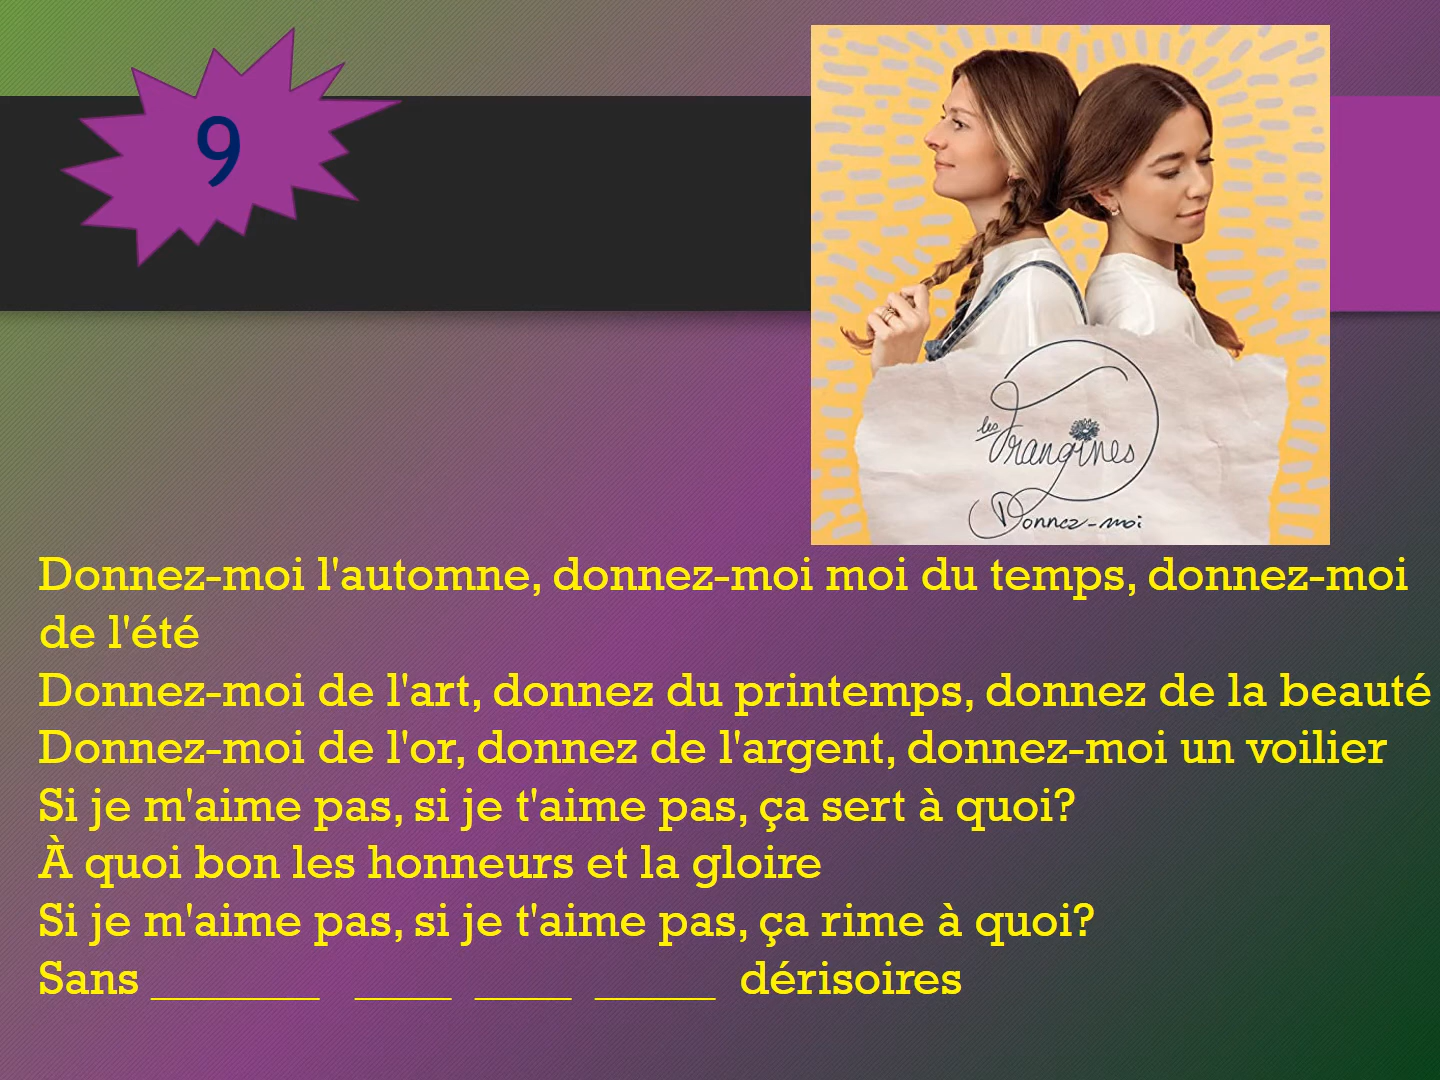 9
les Frangines
Donnez-moi
Donnez-moi l'automne, donnez-moi moi du temps, donnez-moi
de l'été
Donnez-moi de l'art, donnez du printemps, donnez de la beauté
Donnez-moi de l'or, donnez de l'argent, donnez-moi un voilier
Si je m'aime pas, si je t'aime pas, ça sert à quoi?
À quoi bon les honneurs et la gloire
Si je m'aime pas, si je t'aime pas, ça rime à quoi?
Sans _______ ____ ____ _____ dérisoires